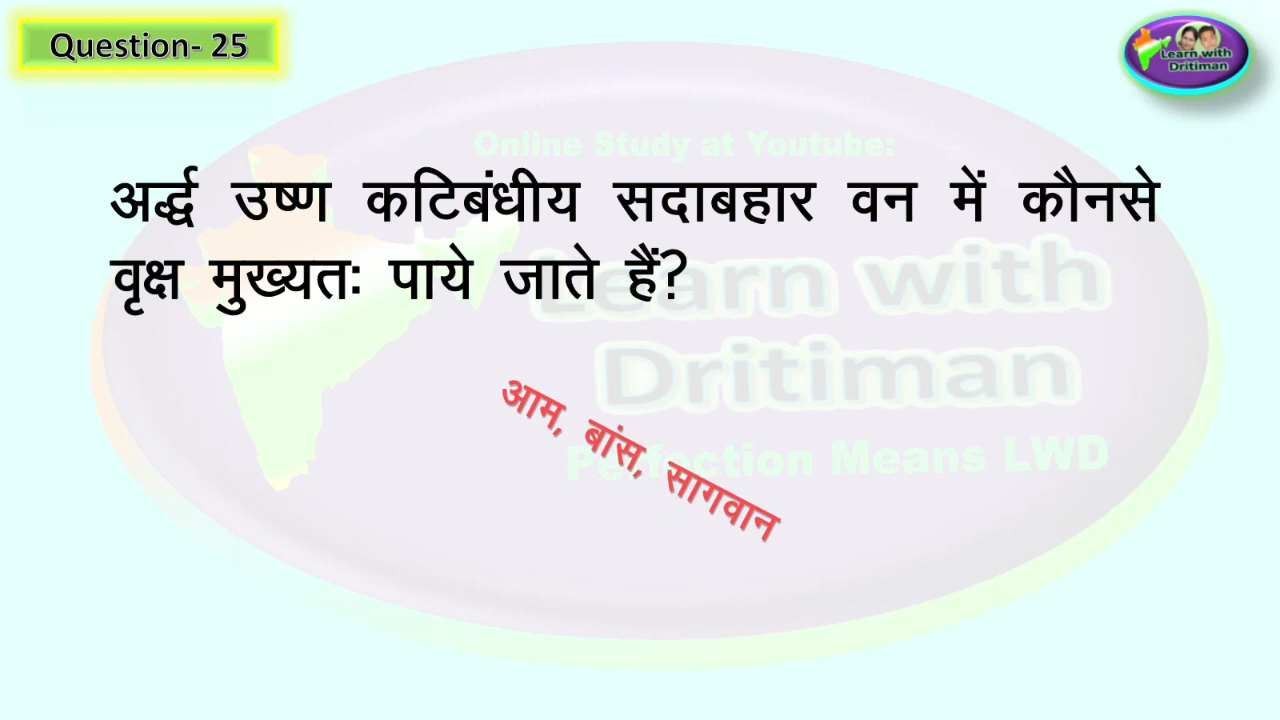 Question- 25
Learn with
Dritiman
Online Study at Youtube:
अर्द्ध उष्ण कटिबंधीय सदाबहार वन में कौनसे
वृक्ष मुख्यतः पाये जाते हैं?
Learn with
Dritiman
आम, बांस, सागवान
Perfection Means LWD